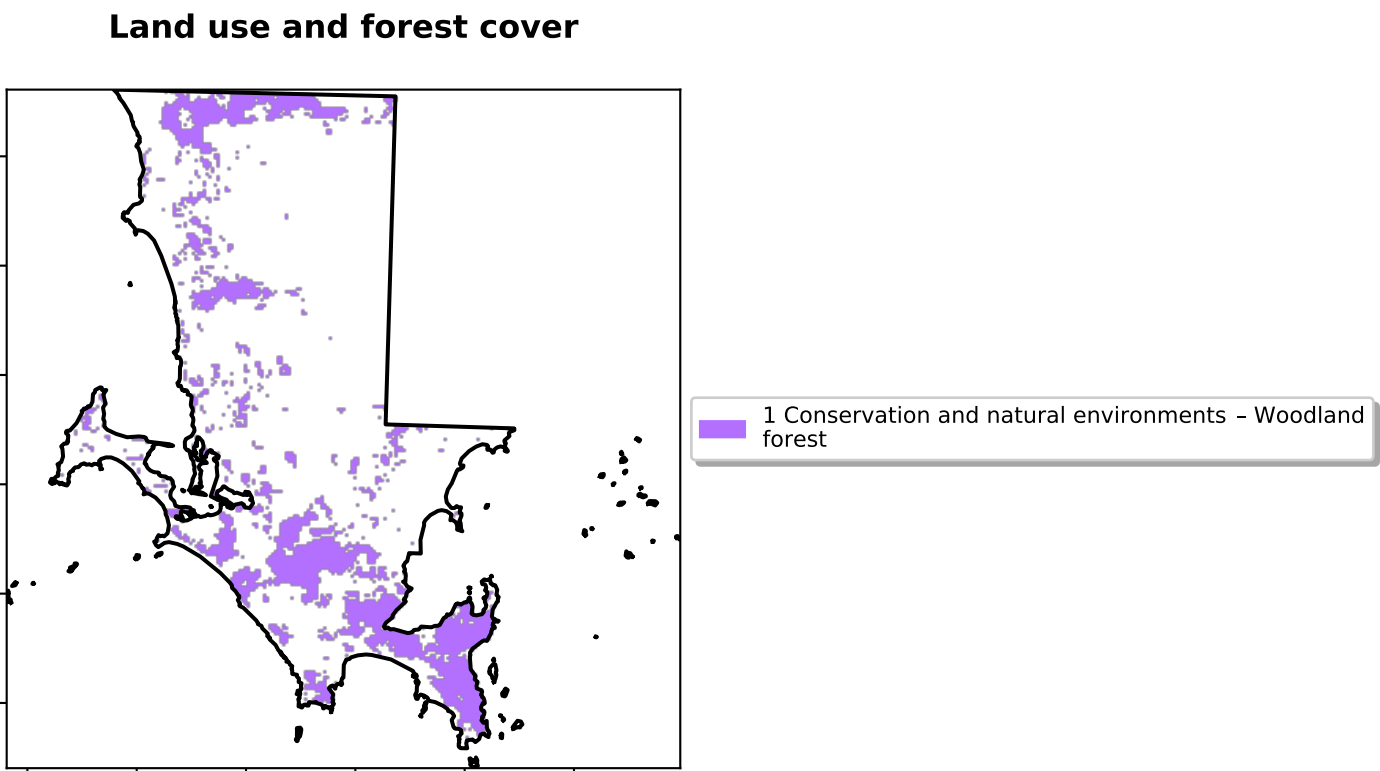 Land use and forest cover
1 Conservation and natural environments – Woodland
forest